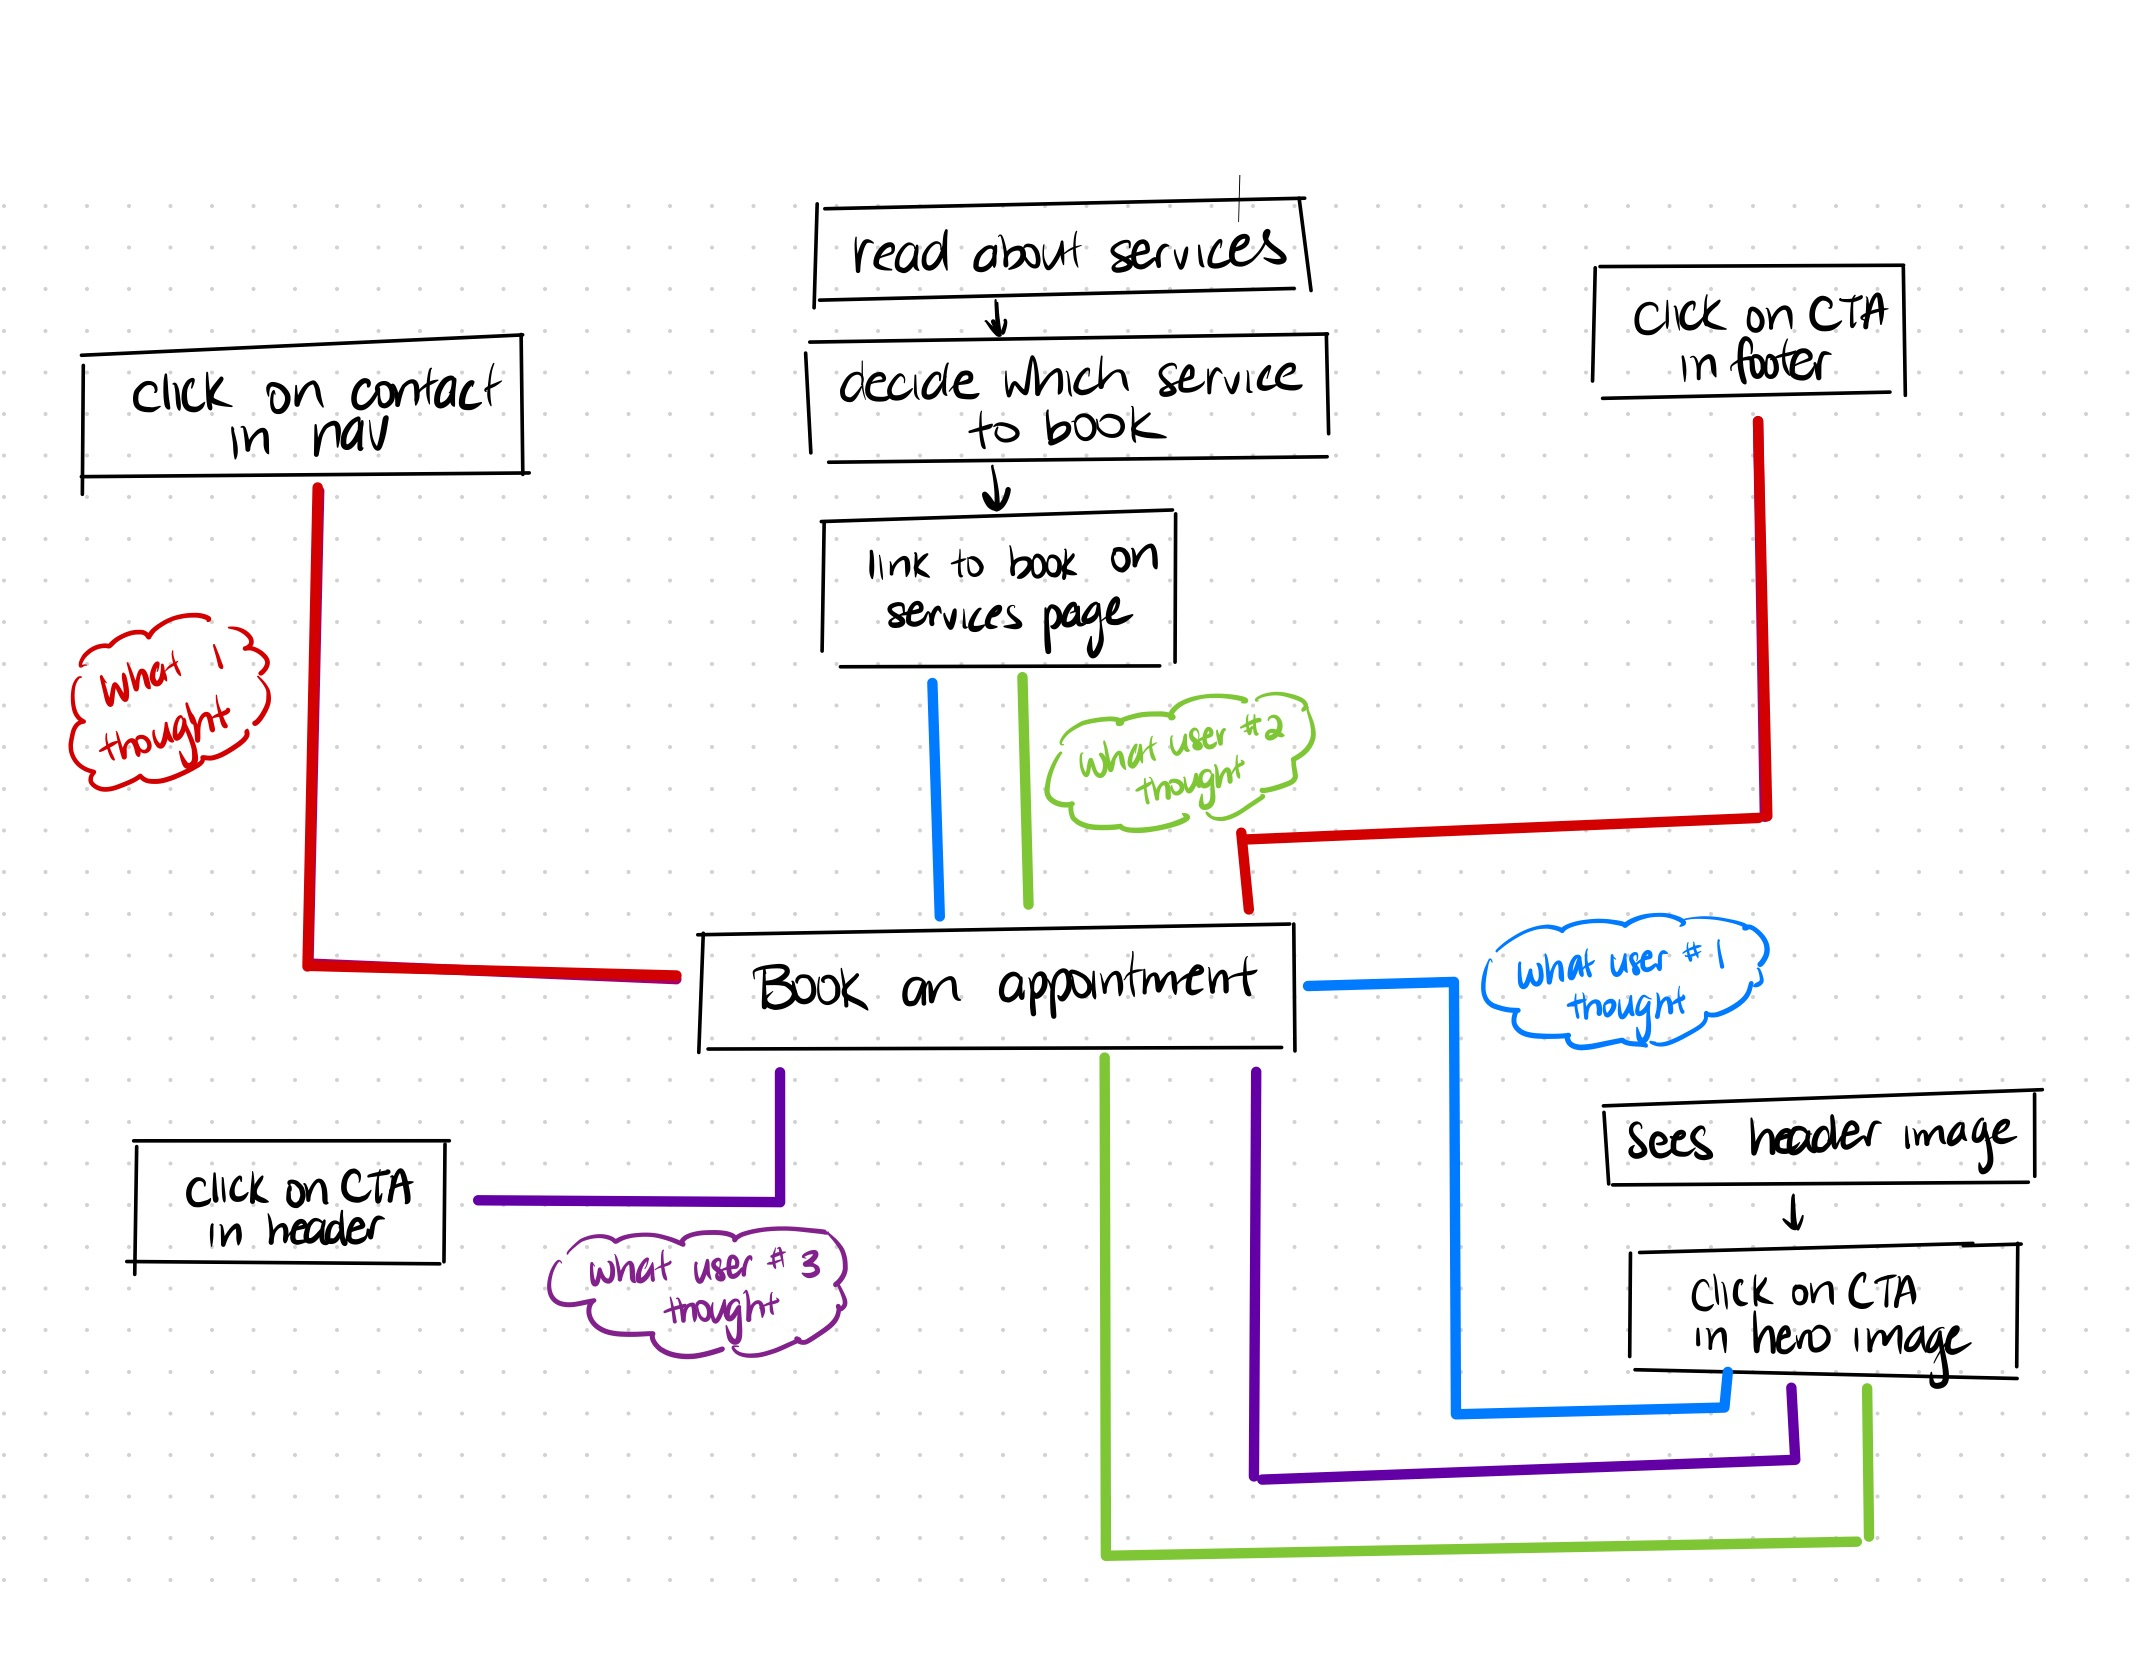 read about services
click on CTA
in footer
decide which service
to book
click on contact
in nav
link to book on
services page
what I
thought
what user #2
thought
what user #1
thought
Book an appointment
sees header image
click on CTA
in header
what user #3
thought
click on CTA
in hero image